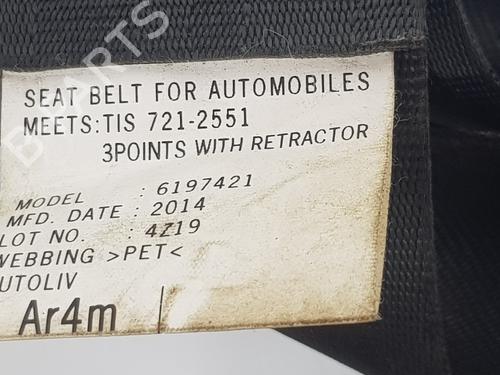 SEAT BELT FOR AUTOMOBILES
MEETS:TIS 721-2551
3POINTS WITH RETRACTOR
MODEL : 6197421
MFD. DATE : 2014
LOT NO. : 4Z19
WEBBING >PET<
AUTOLIV
Ar4m